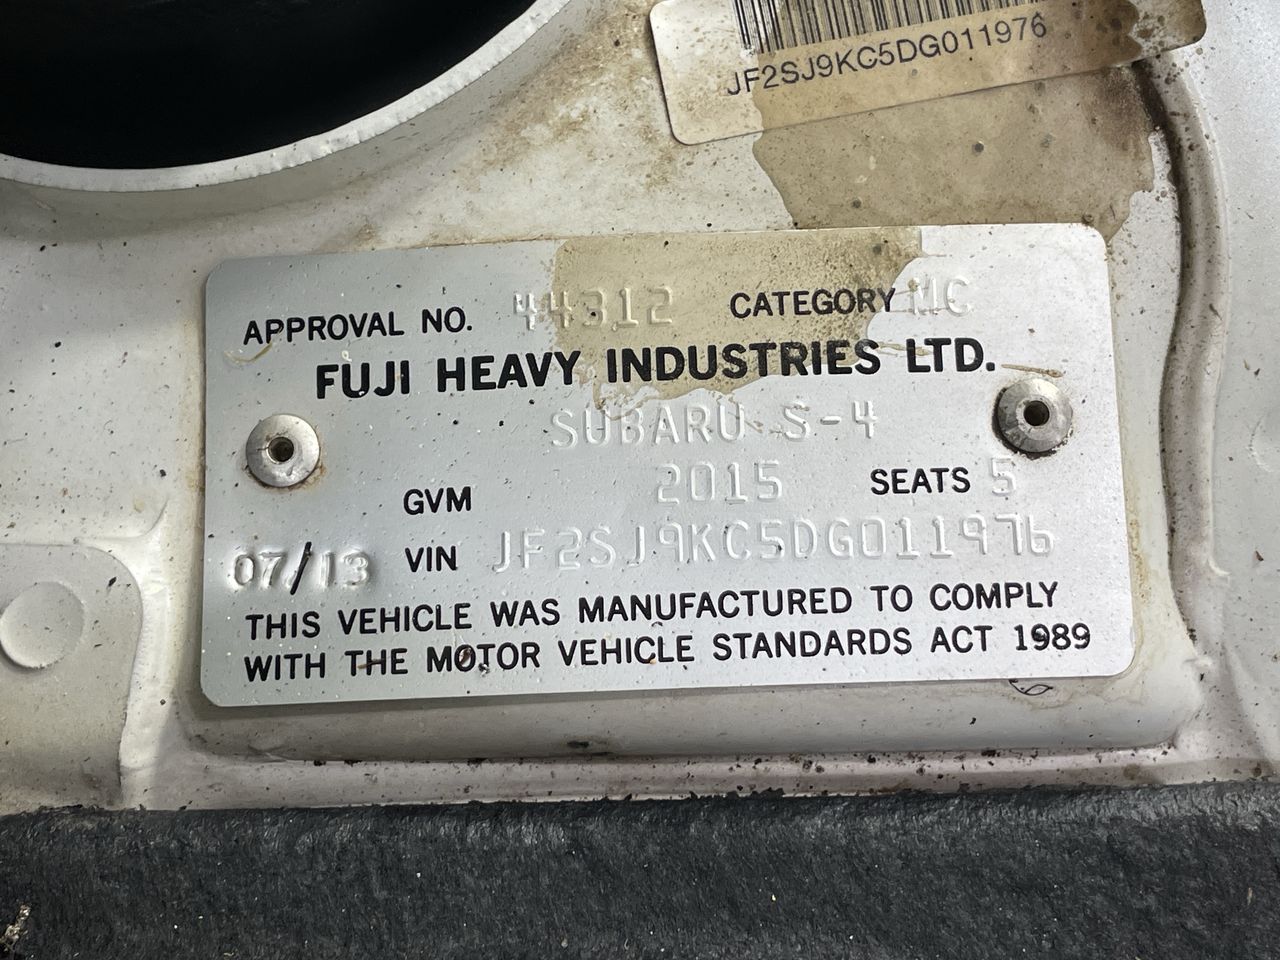 JF2SJ9KC5DG011976
APPROVAL NO. 44312 CATEGORY MC
FUJI HEAVY INDUSTRIES LTD.
SUBARU S-4
GVM 2015 SEATS 5
07/13 VIN JF2SJ9KC5DG011976
THIS VEHICLE WAS MANUFACTURED TO COMPLY
WITH THE MOTOR VEHICLE STANDARDS ACT 1989